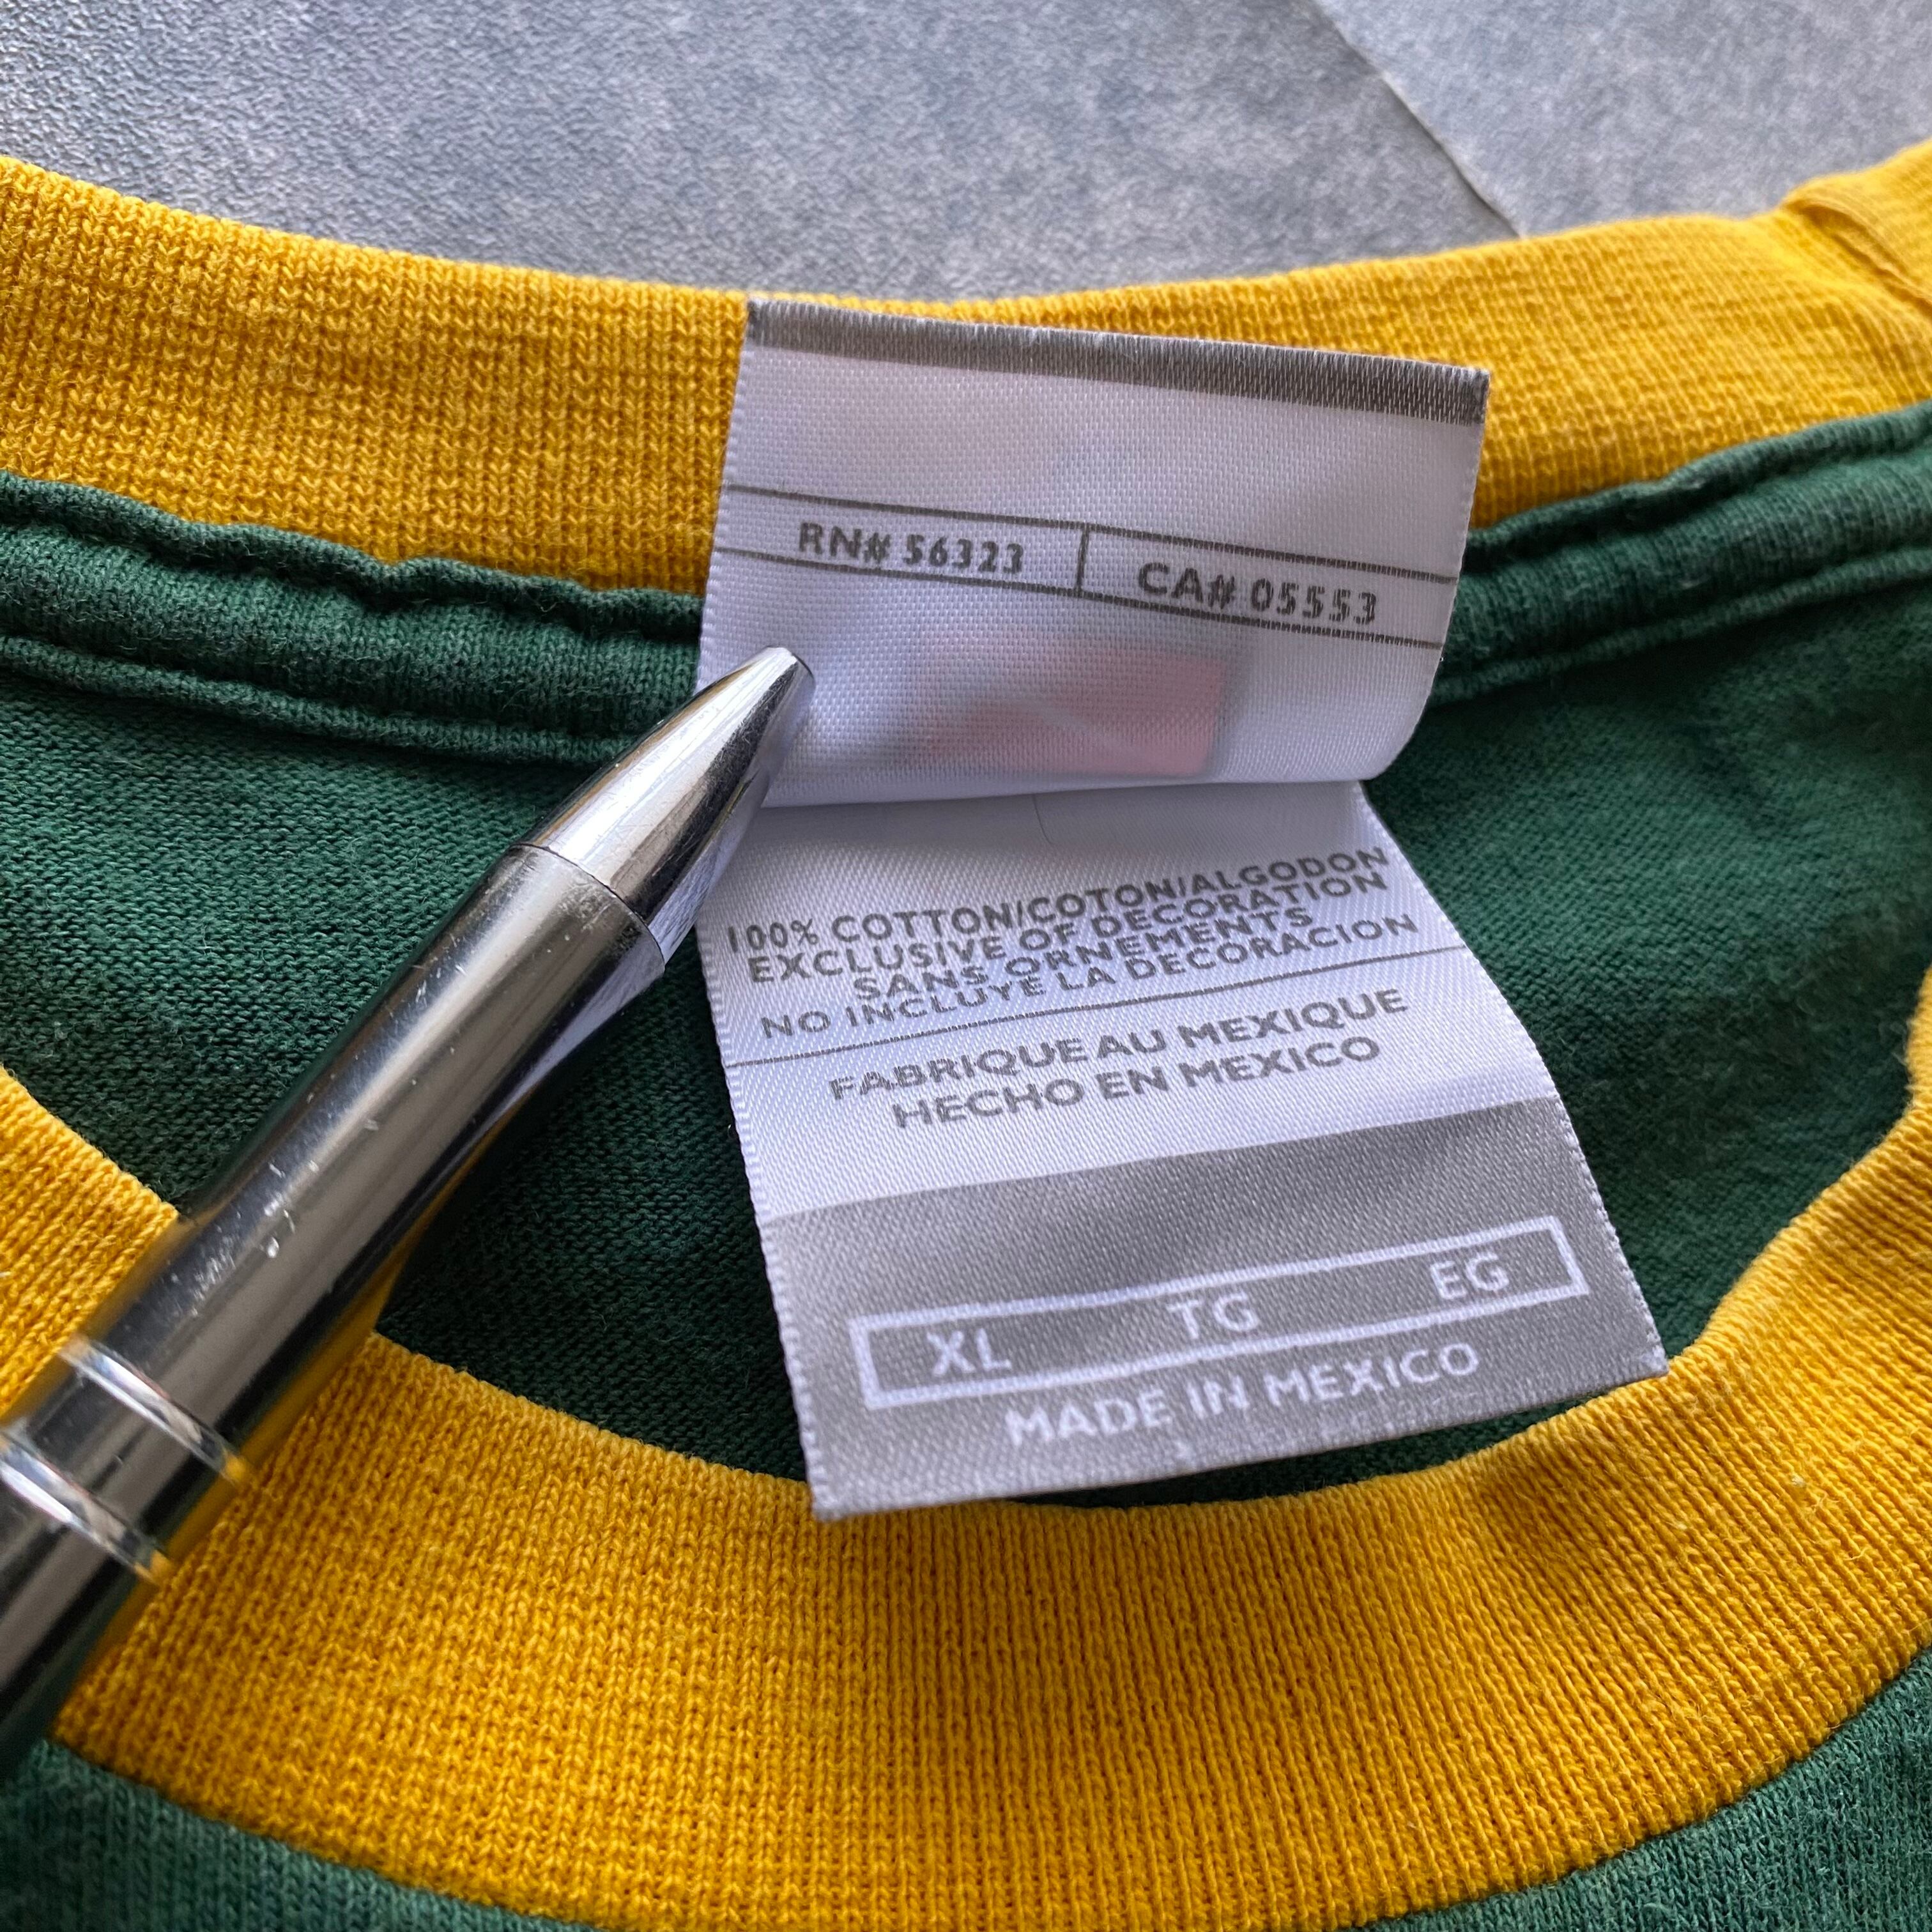 RN# 56323 CA# 05553
100% COTTON/COTON/ALGODON
EXCLUSIVE OF DECORATION
SANS ORNEMENTS
NO INCLUYE LA DECORACION
FABRIQUE AU MEXIQUE
HECHO EN MEXICO
XL TG EG
MADE IN MEXICO